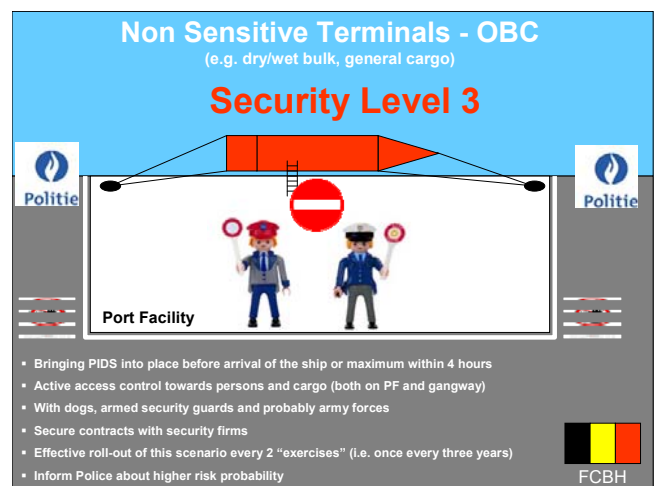 Non Sensitive Terminals - OBC
(e.g. dry/wet bulk, general cargo)
Security Level 3
Politie
Politie
Port Facility
▪ Bringing PIDS into place before arrival of the ship or maximum within 4 hours
▪ Active access control towards persons and cargo (both on PF and gangway)
▪ With dogs, armed security guards and probably army forces
▪ Secure contracts with security firms
▪ Effective roll-out of this scenario every 2 “exercises” (i.e. once every three years)
▪ Inform Police about higher risk probability
FCBH